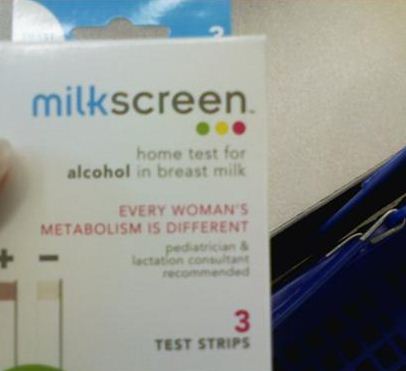 milkscreen™
home test for
alcohol in breast milk
EVERY WOMAN'S
METABOLISM IS DIFFERENT
pediatrician &
lactation consultant
recommended
+ −
3
TEST STRIPS